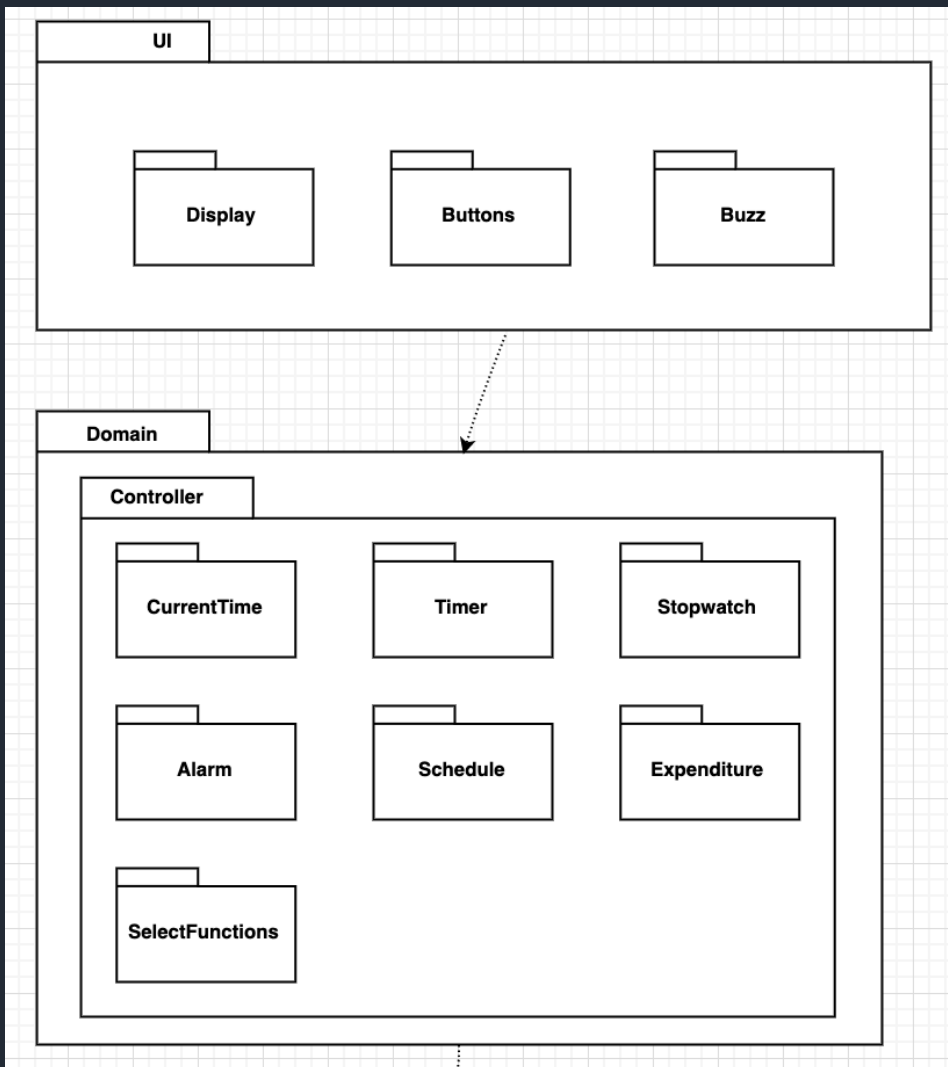 UI
Display
Buttons
Buzz
Domain
Controller
CurrentTime
Timer
Stopwatch
Alarm
Schedule
Expenditure
SelectFunctions